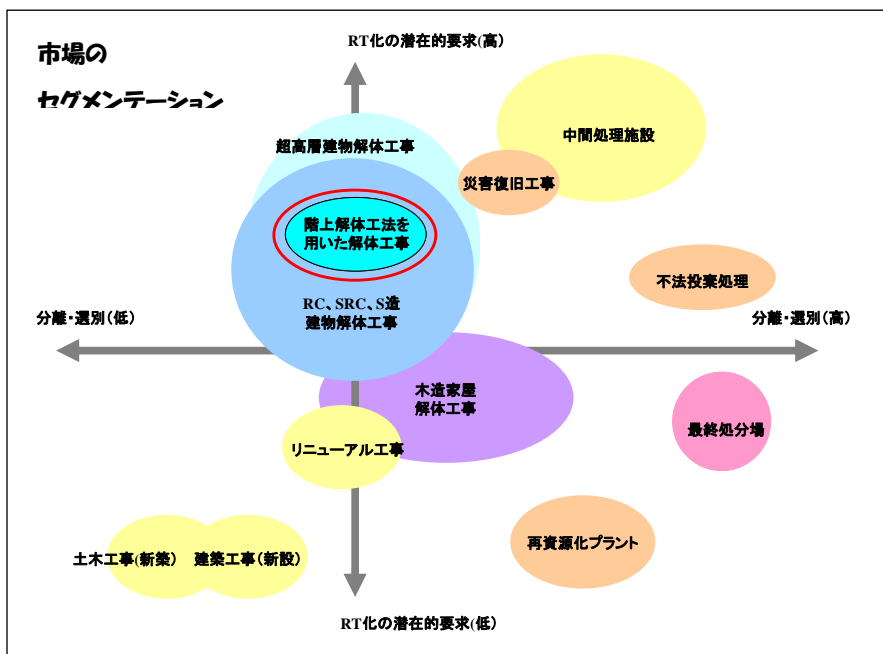 市場の
セグメンテーション
RT化の潜在的要求(高)
超高層建物解体工事
中間処理施設
災害復旧工事
階上解体工法を
用いた解体工事
不法投棄処理
RC、SRC、S造
建物解体工事
分離・選別(低)
分離・選別(高)
木造家屋
解体工事
最終処分場
リニューアル工事
再資源化プラント
土木工事(新築)
建築工事(新設)
RT化の潜在的要求(低)